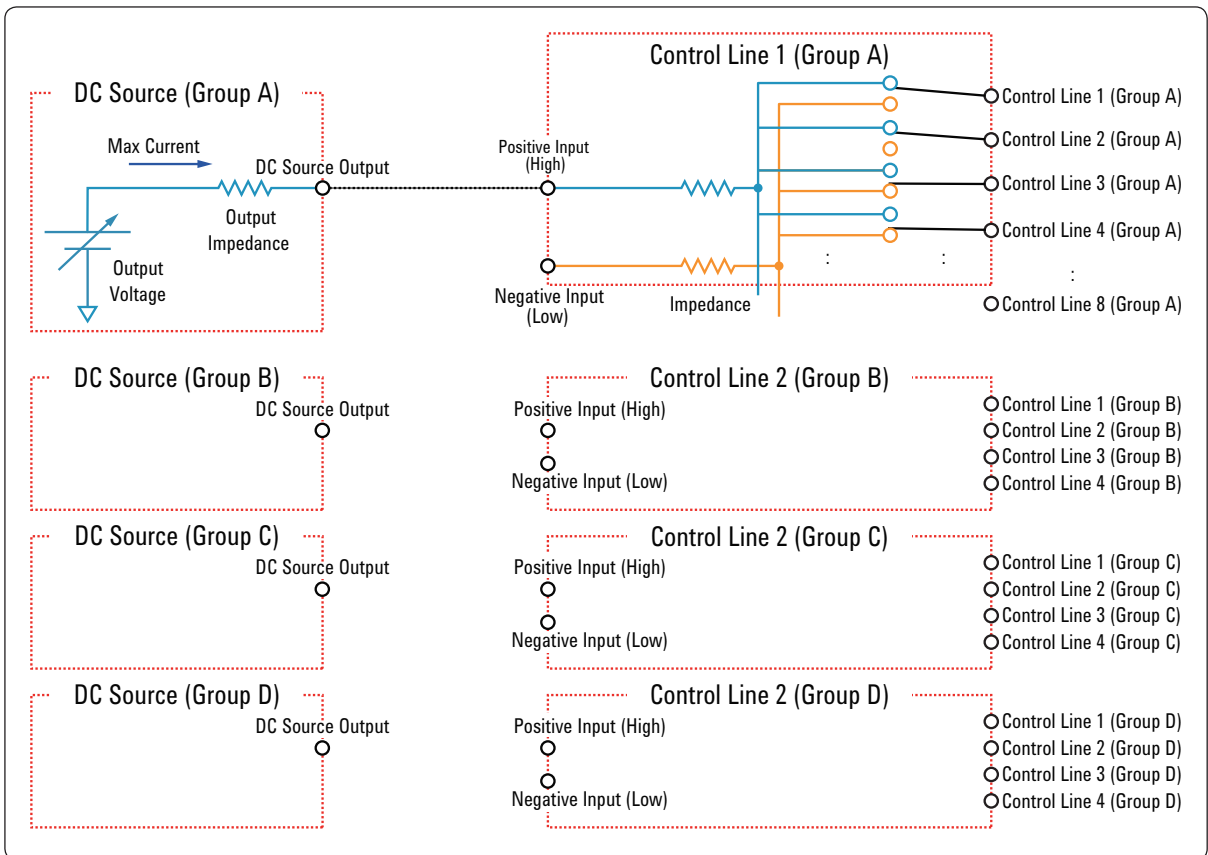 Control Line 1 (Group A)
DC Source (Group A)
Max Current
DC Source Output
Output
Impedance
Output
Voltage
Positive Input
(High)
Negative Input
(Low)
Impedance
:
:
:
Control Line 1 (Group A)
Control Line 2 (Group A)
Control Line 3 (Group A)
Control Line 4 (Group A)
Control Line 8 (Group A)
DC Source (Group B)
DC Source Output
Control Line 2 (Group B)
Positive Input (High)
Negative Input (Low)
Control Line 1 (Group B)
Control Line 2 (Group B)
Control Line 3 (Group B)
Control Line 4 (Group B)
DC Source (Group C)
DC Source Output
Control Line 2 (Group C)
Positive Input (High)
Negative Input (Low)
Control Line 1 (Group C)
Control Line 2 (Group C)
Control Line 3 (Group C)
Control Line 4 (Group C)
DC Source (Group D)
DC Source Output
Control Line 2 (Group D)
Positive Input (High)
Negative Input (Low)
Control Line 1 (Group D)
Control Line 2 (Group D)
Control Line 3 (Group D)
Control Line 4 (Group D)